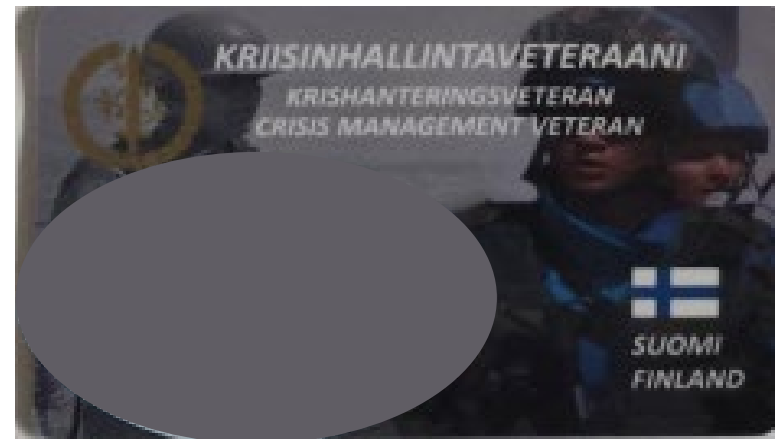 KRIISINHALLINTAVETERAANI
KRISHANTERINGSVETERAN
CRISIS MANAGEMENT VETERAN
SUOMI
FINLAND